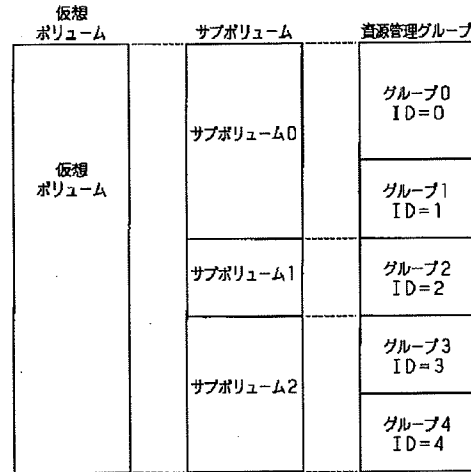 仮想
ボリューム
サブボリューム
資源管理グループ
仮想
ボリューム
サブボリューム0
サブボリューム1
サブボリューム2
グループ0
ID=0
グループ1
ID=1
グループ2
ID=2
グループ3
ID=3
グループ4
ID=4